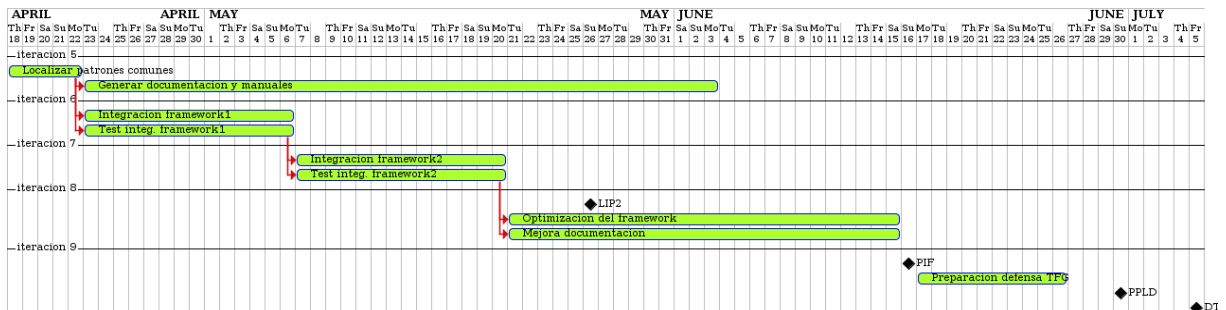 APRIL APRIL MAY MAY JUNE JUNE JULY
Th Fr Sa Su Mo Tu Th Fr Sa Su Mo Tu Th Fr Sa Su Mo Tu Th Fr Sa Su Mo Tu Th Fr Sa Su Mo Tu Th Fr Sa Su Mo Tu Th Fr Sa Su Mo Tu Th Fr Sa Su Mo Tu Th Fr Sa Su Mo Tu Th Fr Sa Su Mo Tu Th Fr Sa Su Mo Tu Th Fr
18 19 20 21 22 23 24 25 26 27 28 29 30 1 2 3 4 5 6 7 8 9 10 11 12 13 14 15 16 17 18 19 20 21 22 23 24 25 26 27 28 29 30 31 1 2 3 4 5 6 7 8 9 10 11 12 13 14 15 16 17 18 19 20 21 22 23 24 25 26 27 28 29 30 1 2 3 4 5
iteracion 5
Localizar patrones comunes
Generar documentacion y manuales
iteracion 6
Integracion framework1
Test integ. framework1
iteracion 7
Integracion framework2
Test integ. framework2
iteracion 8
LIP2
Optimizacion del framework
Mejora documentacion
iteracion 9
PIF
Preparacion defensa TFG
PPLD
DT